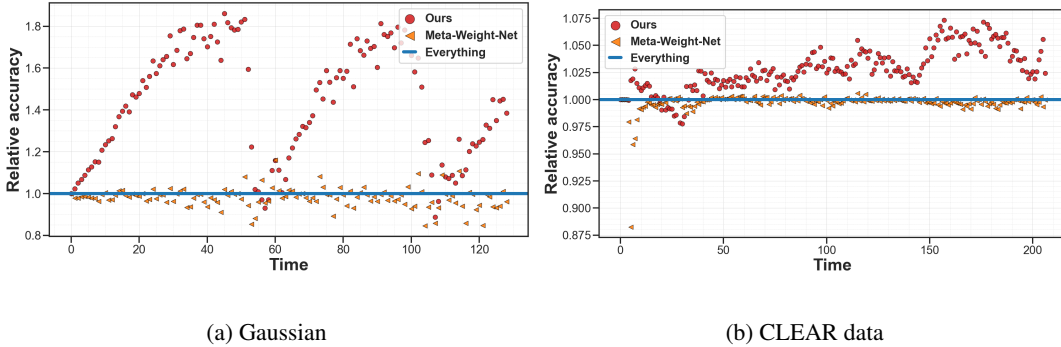 Ours
Meta-Weight-Net
Everything
Relative accuracy
1.8
1.6
1.4
1.2
1.0
0.8
0
20
40
60
80
100
120
Time
(a) Gaussian
Ours
Meta-Weight-Net
Everything
Relative accuracy
1.075
1.050
1.025
1.000
0.975
0.950
0.925
0.900
0.875
0
50
100
150
200
Time
(b) CLEAR data